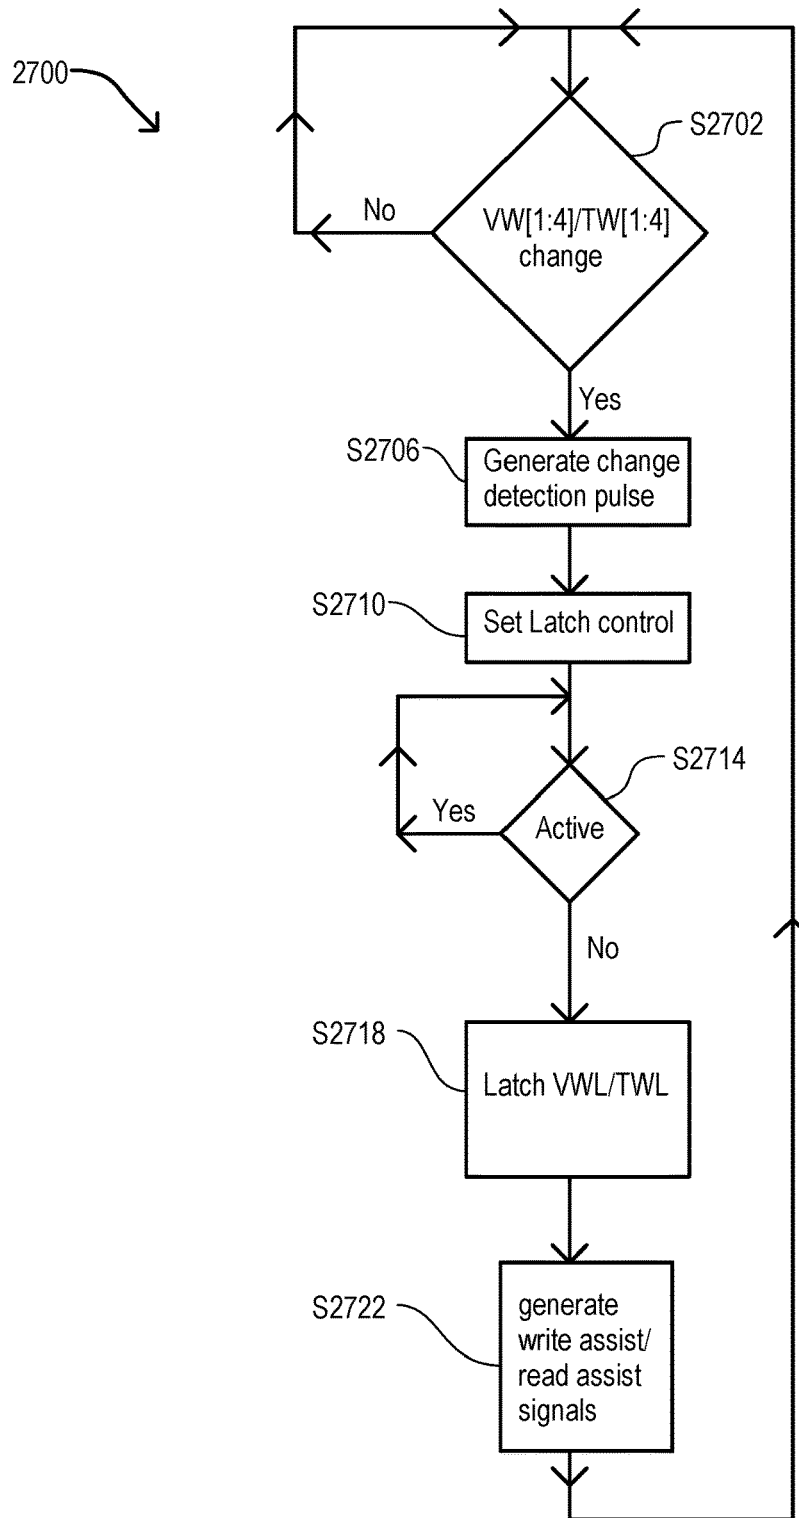 2700
S2702
No
VW[1:4]/TW[1:4]
change
Yes
S2706
Generate change
detection pulse
S2710
Set Latch control
S2714
Yes
Active
No
S2718
Latch VWL/TWL
S2722
generate
write assist/
read assist
signals